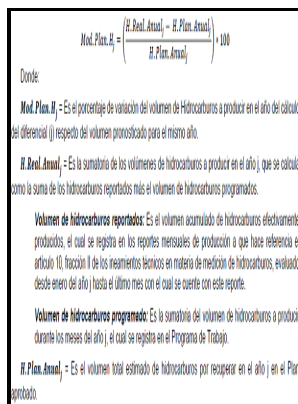 Mod.Plan.Hj = ((H.Real.Anualj − H.Plan.Anualj) / H.Plan.Anualj) * 100
Donde:
Mod.Plan.Hj = Es el porcentaje de variación del volumen de Hidrocarburos a producir en el año del cálculo
del diferencial (j) respecto del volumen pronosticado para el mismo año.
H.Real.Anualj = Es la sumatoria de los volúmenes de hidrocarburos a producir en el año j, que se calcula
como la suma de los hidrocarburos reportados más el volumen de hidrocarburos programados.
Volumen de hidrocarburos reportados: Es el volumen acumulado de hidrocarburos efectivamente
producidos, el cual se registra en los reportes mensuales de producción a que hace referencia el
artículo 10, fracción II de los lineamientos técnicos en materia de medición de hidrocarburos, evaluado
desde enero del año j hasta el último mes con el cual se cuente con este reporte.
Volumen de hidrocarburos programado: Es la sumatoria del volumen de hidrocarburos a producir
durante los meses del año j, el cual se registra en el Programa de Trabajo.
H.Plan.Anualj = Es el volumen total estimado de hidrocarburos por recuperar en el año j en el Plan
aprobado.